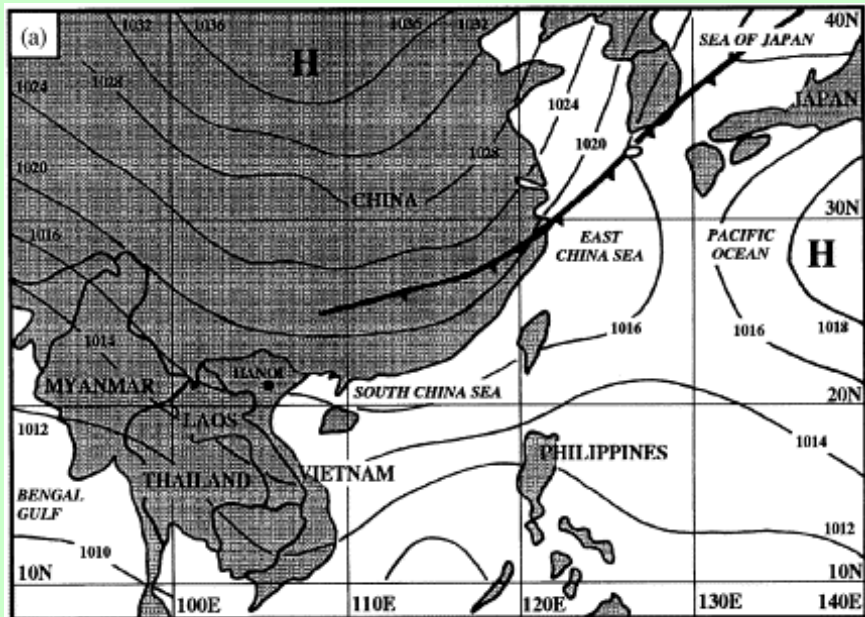 (a)
1032
1036
1036
1032
40N
H
SEA OF JAPAN
1024
1028
1024
JAPAN
1020
1028
1020
CHINA
1016
30N
EAST
CHINA SEA
PACIFIC
OCEAN
H
1014
1016
1016
1018
HANOI
MYANMAR
SOUTH CHINA SEA
20N
1012
LAOS
1014
THAILAND
VIETNAM
PHILIPPINES
BENGAL
GULF
1012
1010
10N
10N
100E
110E
120E
130E
140E